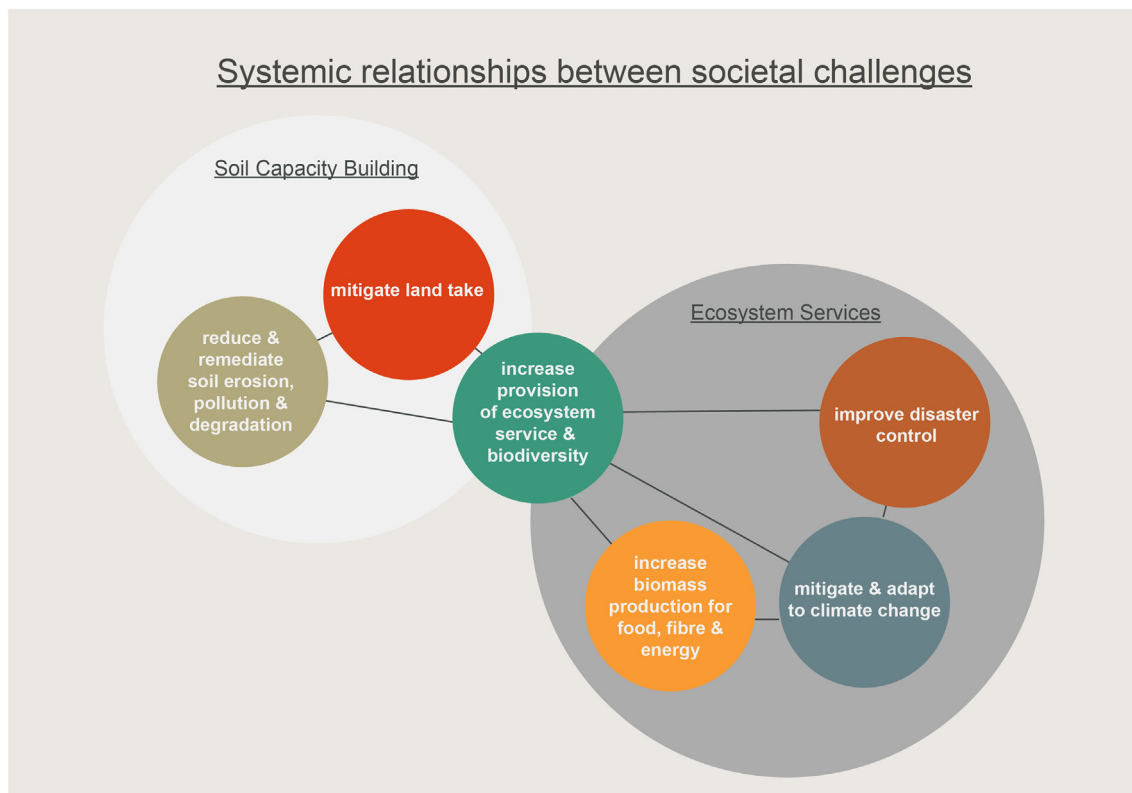 Systemic relationships between societal challenges
Soil Capacity Building
mitigate land take
reduce &
remediate
soil erosion,
pollution &
degradation
increase
provision
of ecosystem
service &
biodiversity
Ecosystem Services
improve disaster
control
increase
biomass
production for
food, fibre &
energy
mitigate & adapt
to climate change